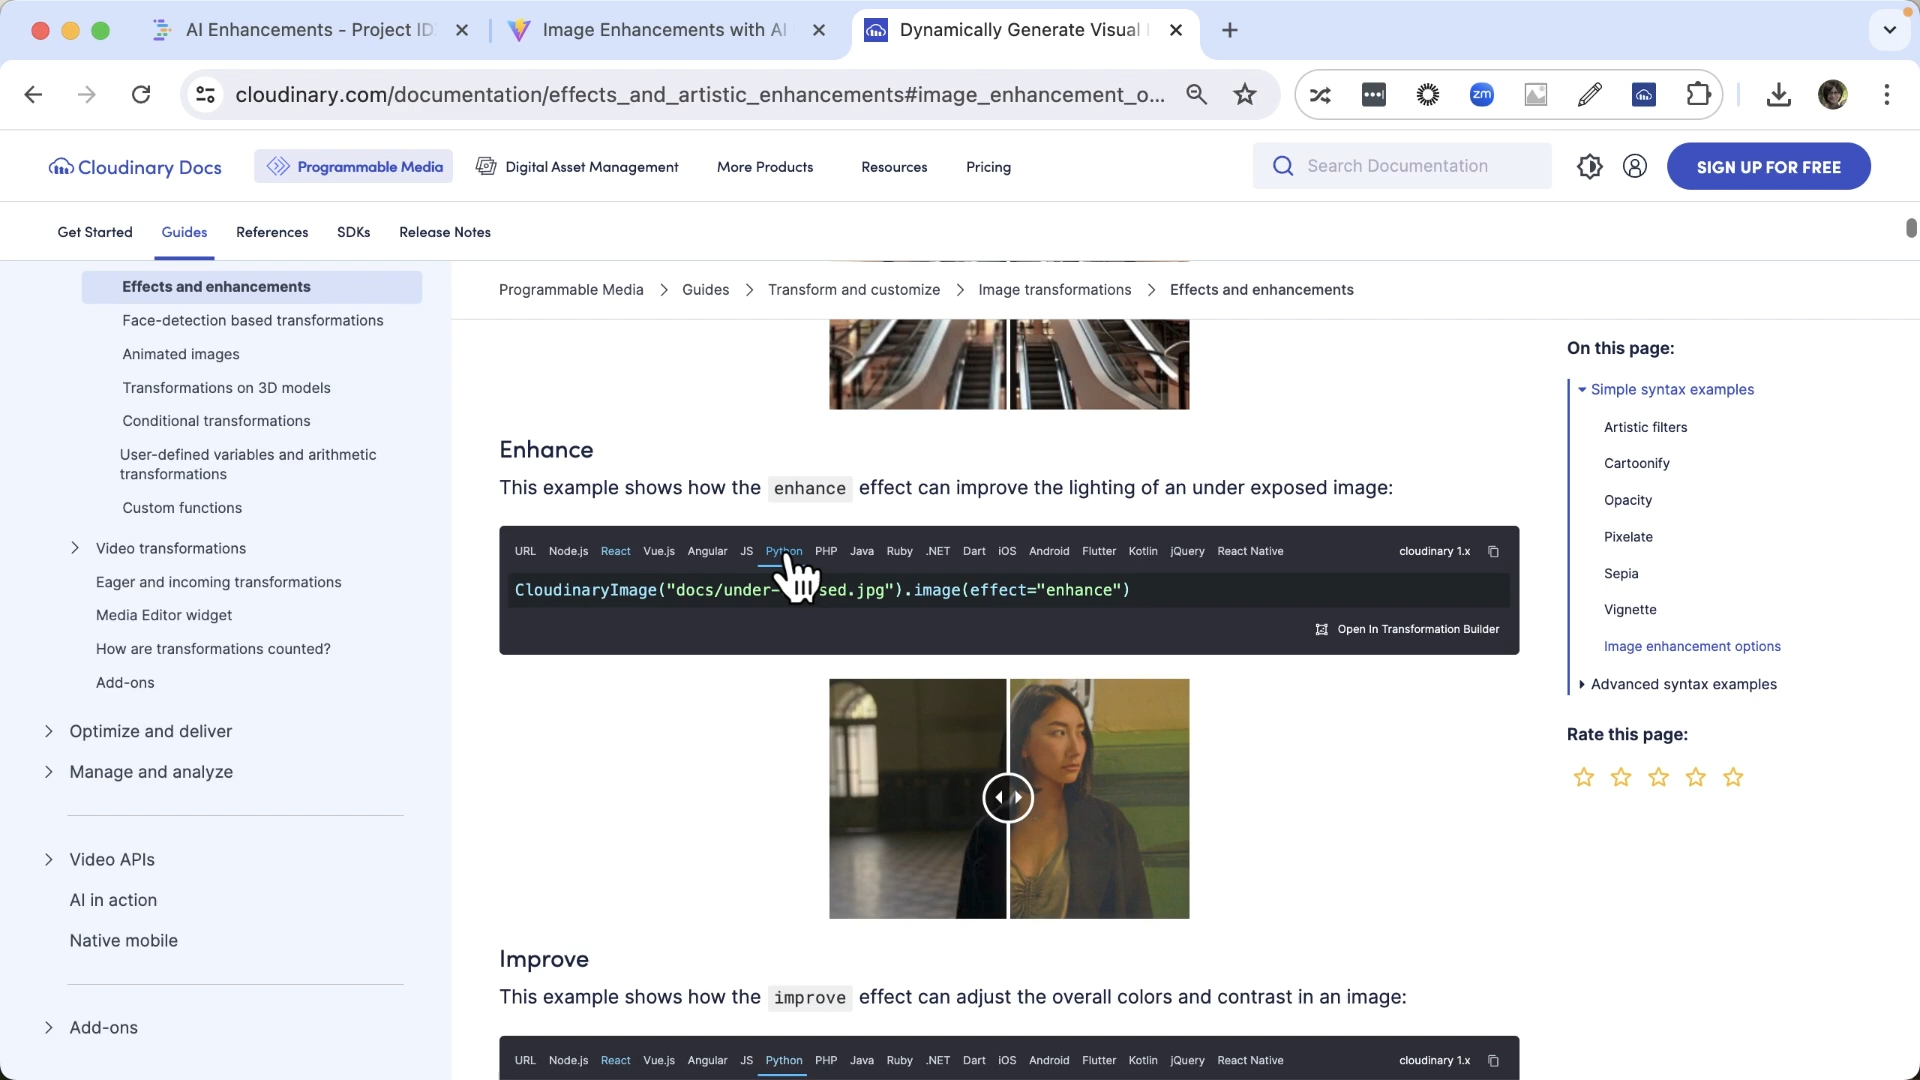 AI Enhancements - Project ID
Image Enhancements with AI
Dynamically Generate Visual
cloudinary.com/documentation/effects_and_artistic_enhancements#image_enhancement_o...
zm
Cloudinary Docs
Programmable Media
Digital Asset Management
More Products
Resources
Pricing
Search Documentation
SIGN UP FOR FREE
Get Started
Guides
References
SDKs
Release Notes
Effects and enhancements
Face-detection based transformations
Animated images
Transformations on 3D models
Conditional transformations
User-defined variables and arithmetic
transformations
Custom functions
Video transformations
Eager and incoming transformations
Media Editor widget
How are transformations counted?
Add-ons
Optimize and deliver
Manage and analyze
Video APIs
AI in action
Native mobile
Add-ons
Programmable Media > Guides > Transform and customize > Image transformations > Effects and enhancements
Enhance
This example shows how the enhance effect can improve the lighting of an under exposed image:
URL Node.js React Vue.js Angular JS Python PHP Java Ruby .NET Dart iOS Android Flutter Kotlin jQuery React Native cloudinary 1.x
CloudinaryImage("docs/under- sed.jpg").image(effect="enhance")
Open In Transformation Builder
Improve
This example shows how the improve effect can adjust the overall colors and contrast in an image:
URL Node.js React Vue.js Angular JS Python PHP Java Ruby .NET Dart iOS Android Flutter Kotlin jQuery React Native cloudinary 1.x
On this page:
Simple syntax examples
Artistic filters
Cartoonify
Opacity
Pixelate
Sepia
Vignette
Image enhancement options
Advanced syntax examples
Rate this page: